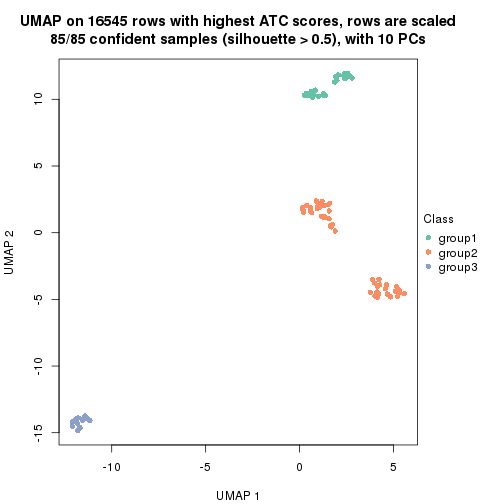 UMAP on 16545 rows with highest ATC scores, rows are scaled
85/85 confident samples (silhouette > 0.5), with 10 PCs
10
5
0
-5
-10
-15
UMAP 2
Class
group1
group2
group3
-10
-5
0
5
UMAP 1